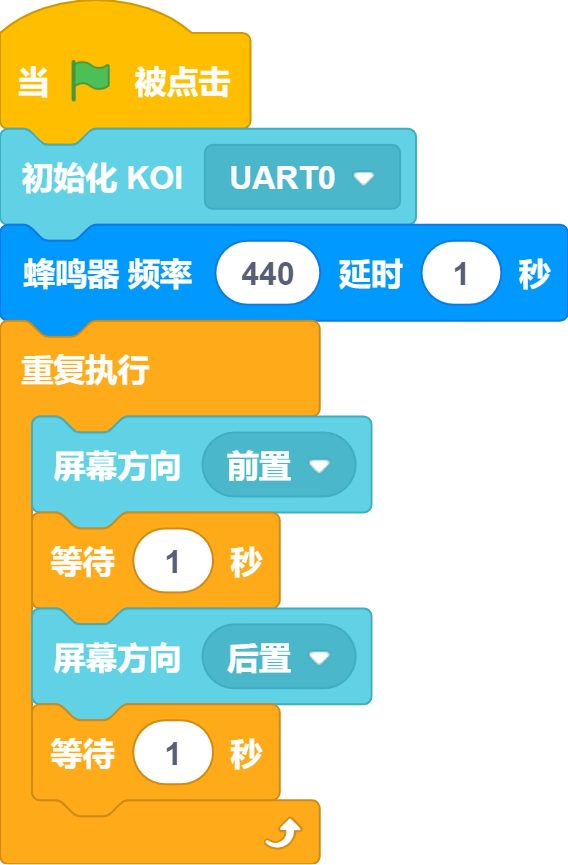 当 被点击
初始化 KOI UART0
蜂鸣器 频率 440 延时 1 秒
重复执行
屏幕方向 前置
等待 1 秒
屏幕方向 后置
等待 1 秒